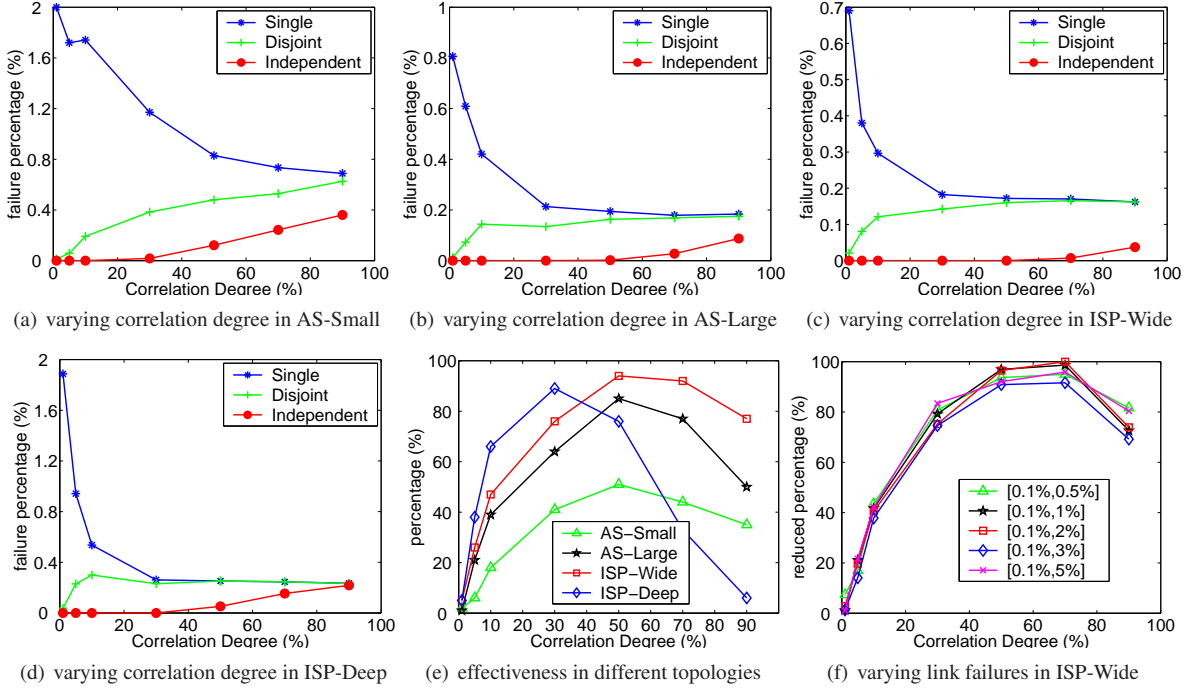 2
1.6
1.2
0.8
0.4
0
0 20 40 60 80 100
failure percentage (%)
Correlation Degree (%)
Single
Disjoint
Independent
(a) varying correlation degree in AS-Small
1
0.8
0.6
0.4
0.2
0
0 20 40 60 80 100
failure percentage (%)
Correlation Degree (%)
Single
Disjoint
Independent
(b) varying correlation degree in AS-Large
0.7
0.6
0.5
0.4
0.3
0.2
0.1
0
0 20 40 60 80 100
failure percentage (%)
Correlation Degree (%)
Single
Disjoint
Independent
(c) varying correlation degree in ISP-Wide
2
1.6
1.2
0.8
0.4
0
0 20 40 60 80 100
failure percentage (%)
Correlation Degree (%)
Single
Disjoint
Independent
(d) varying correlation degree in ISP-Deep
100
80
60
40
20
0
0 10 20 30 40 50 60 70 80 90
percentage (%)
Correlation Degree (%)
AS-Small
AS-Large
ISP-Wide
ISP-Deep
(e) effectiveness in different topologies
100
80
60
40
20
0
0 20 40 60 80 100
reduced percentage (%)
Correlation Degree (%)
[0.1%,0.5%]
[0.1%,1%]
[0.1%,2%]
[0.1%,3%]
[0.1%,5%]
(f) varying link failures in ISP-Wide